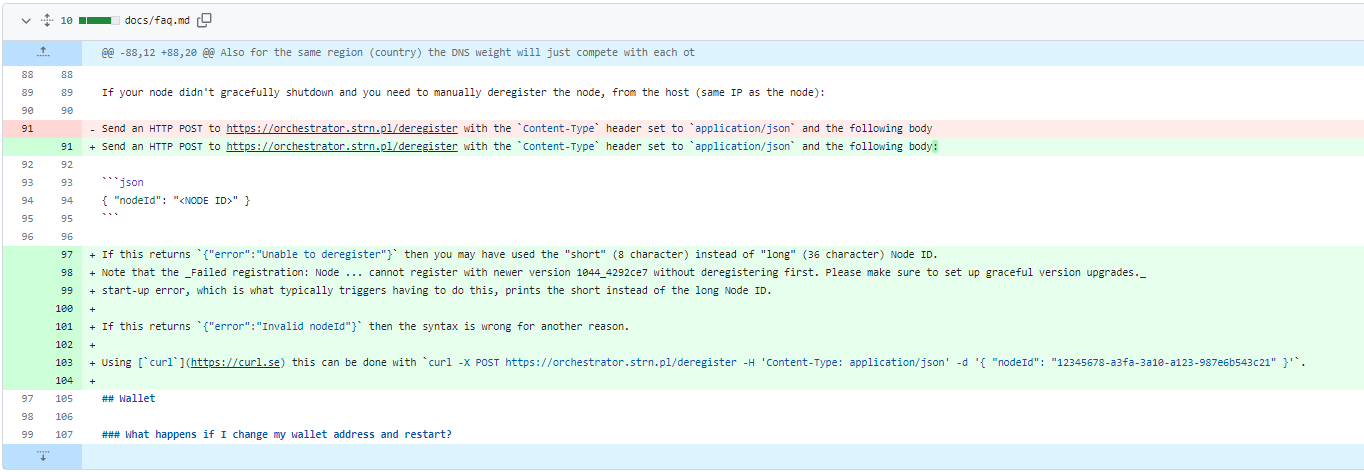 10 docs/faq.md
@@ -88,12 +88,20 @@ Also for the same region (country) the DNS weight will just compete with each ot
88 88
89 89 If your node didn't gracefully shutdown and you need to manually deregister the node, from the host (same IP as the node):
90 90
91 - Send an HTTP POST to https://orchestrator.strn.pl/deregister with the `Content-Type` header set to `application/json` and the following body
91 + Send an HTTP POST to https://orchestrator.strn.pl/deregister with the `Content-Type` header set to `application/json` and the following body:
92 92
93 93 ```json
94 94 { "nodeId": "<NODE ID>" }
95 95 ```
96 96
97 + If this returns `{"error":"Unable to deregister"}` then you may have used the "short" (8 character) instead of "long" (36 character) Node ID.
98 + Note that the _Failed registration: Node ... cannot register with newer version 1044_4292ce7 without deregistering first. Please make sure to set up graceful version upgrades._
99 + start-up error, which is what typically triggers having to do this, prints the short instead of the long Node ID.
100 +
101 + If this returns `{"error":"Invalid nodeId"}` then the syntax is wrong for another reason.
102 +
103 + Using [`curl`](https://curl.se) this can be done with `curl -X POST https://orchestrator.strn.pl/deregister -H 'Content-Type: application/json' -d '{ "nodeId": "12345678-a3fa-3a10-a123-987e6b543c21" }'`.
104 +
97 105 ## Wallet
98 106
99 107 ### What happens if I change my wallet address and restart?